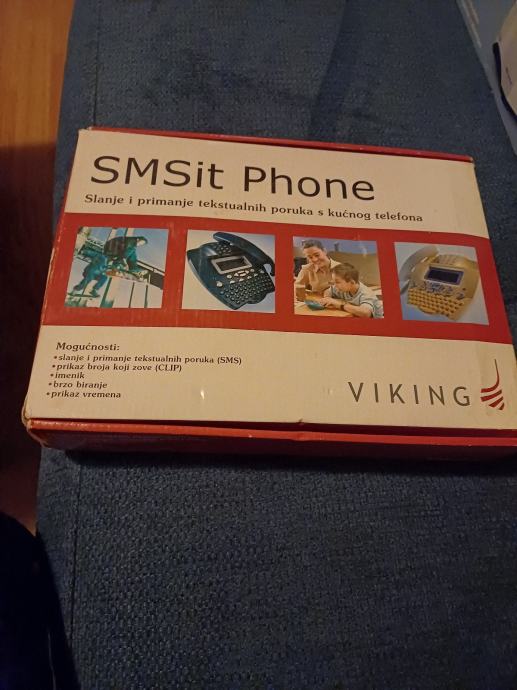 SMSit Phone
Slanje i primanje tekstualnih poruka s kućnog telefona
Mogućnosti:
•slanje i primanje tekstualnih poruka (SMS)
•prikaz broja koji zove (CLIP)
•imenik
•brzo biranje
•prikaz vremena
VIKING